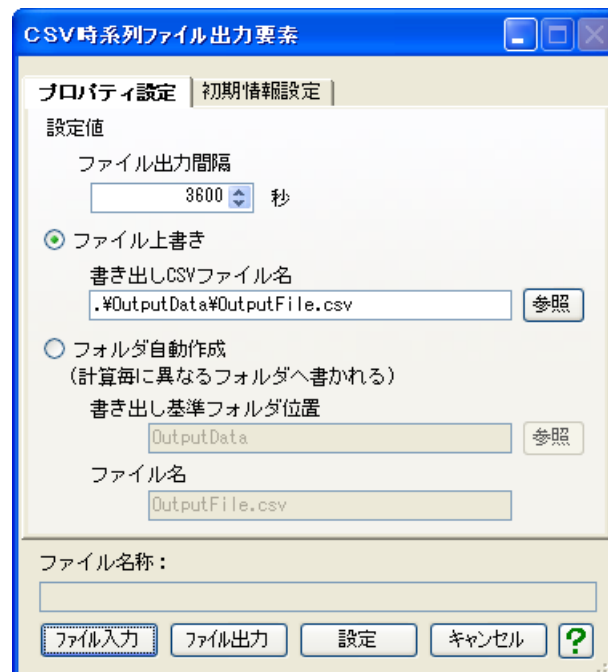 CSV時系列ファイル出力要素
プロパティ設定 初期情報設定
設定値
ファイル出力間隔
3600 秒
ファイル上書き
書き出しCSVファイル名
.¥OutputData¥OutputFile.csv 参照
フォルダ自動作成
(計算毎に異なるフォルダへ書かれる)
書き出し基準フォルダ位置
OutputData 参照
ファイル名
OutputFile.csv
ファイル名称:
ファイル入力 ファイル出力 設定 キャンセル ?